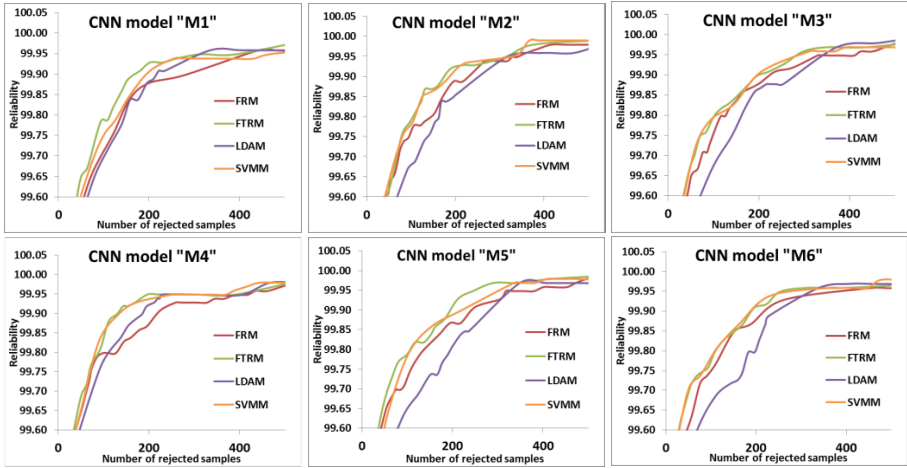 CNN model "M1"
100.05
100.00
99.95
99.90
99.85
99.80
99.75
99.70
99.65
99.60
Reliability
FRM
FTRM
LDAM
SVMM
0 200 400
Number of rejected samples
CNN model "M2"
100.05
100.00
99.95
99.90
99.85
99.80
99.75
99.70
99.65
99.60
Reliability
FRM
FTRM
LDAM
SVMM
0 200 400
Number of rejected samples
CNN model "M3"
100.05
100.00
99.95
99.90
99.85
99.80
99.75
99.70
99.65
99.60
Reliability
FRM
FTRM
LDAM
SVMM
0 200 400
Number of rejected samples
CNN model "M4"
100.05
100.00
99.95
99.90
99.85
99.80
99.75
99.70
99.65
99.60
Reliability
FRM
FTRM
LDAM
SVMM
0 200 400
Number of rejected samples
CNN model "M5"
100.05
100.00
99.95
99.90
99.85
99.80
99.75
99.70
99.65
99.60
Reliability
FRM
FTRM
LDAM
SVMM
0 200 400
Number of rejected samples
CNN model "M6"
100.05
100.00
99.95
99.90
99.85
99.80
99.75
99.70
99.65
99.60
Reliability
FRM
FTRM
LDAM
SVMM
0 200 400
Number of rejected samples